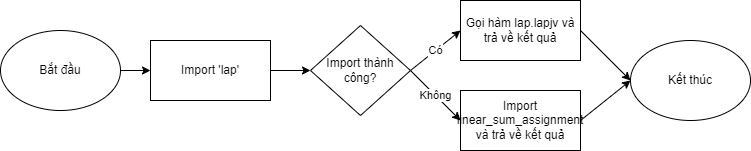 Bắt đầu
Import 'lap'
Import thành
công?
Có
Không
Gọi hàm lap.lapjv và
trả về kết quả
Import
linear_sum_assignment
và trả về kết quả
Kết thúc